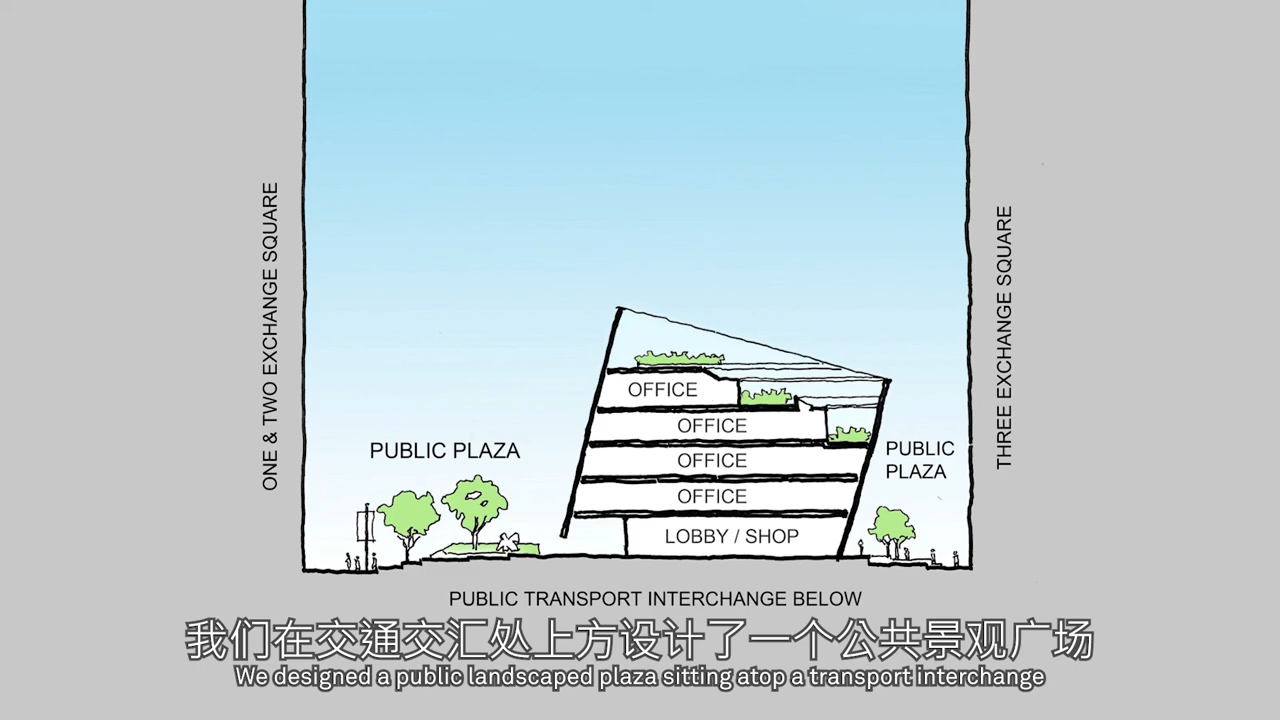 ONE & TWO EXCHANGE SQUARE
THREE EXCHANGE SQUARE
OFFICE
OFFICE
OFFICE
OFFICE
LOBBY / SHOP
PUBLIC PLAZA
PUBLIC
PLAZA
PUBLIC TRANSPORT INTERCHANGE BELOW
我们在交通交汇处上方设计了一个公共景观广场
We designed a public landscaped plaza sitting atop a transport interchange